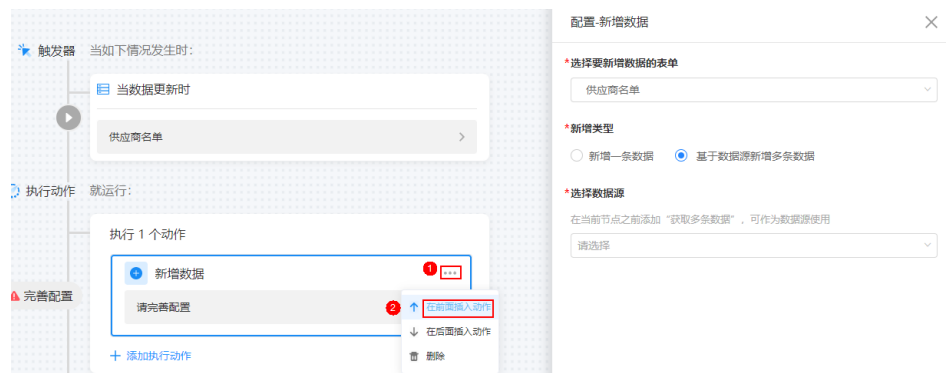 触发器 当如下情况发生时：
当数据更新时
供应商名单
执行动作 就运行：
执行 1 个动作
新增数据
1
完善配置
请完善配置
2
在前面插入动作
在后面插入动作
删除
添加执行动作
配置-新增数据
*选择要新增数据的表单
供应商名单
*新增类型
新增一条数据 基于数据源新增多条数据
*选择数据源
在当前节点之前添加“获取多条数据”，可作为数据源使用
请选择